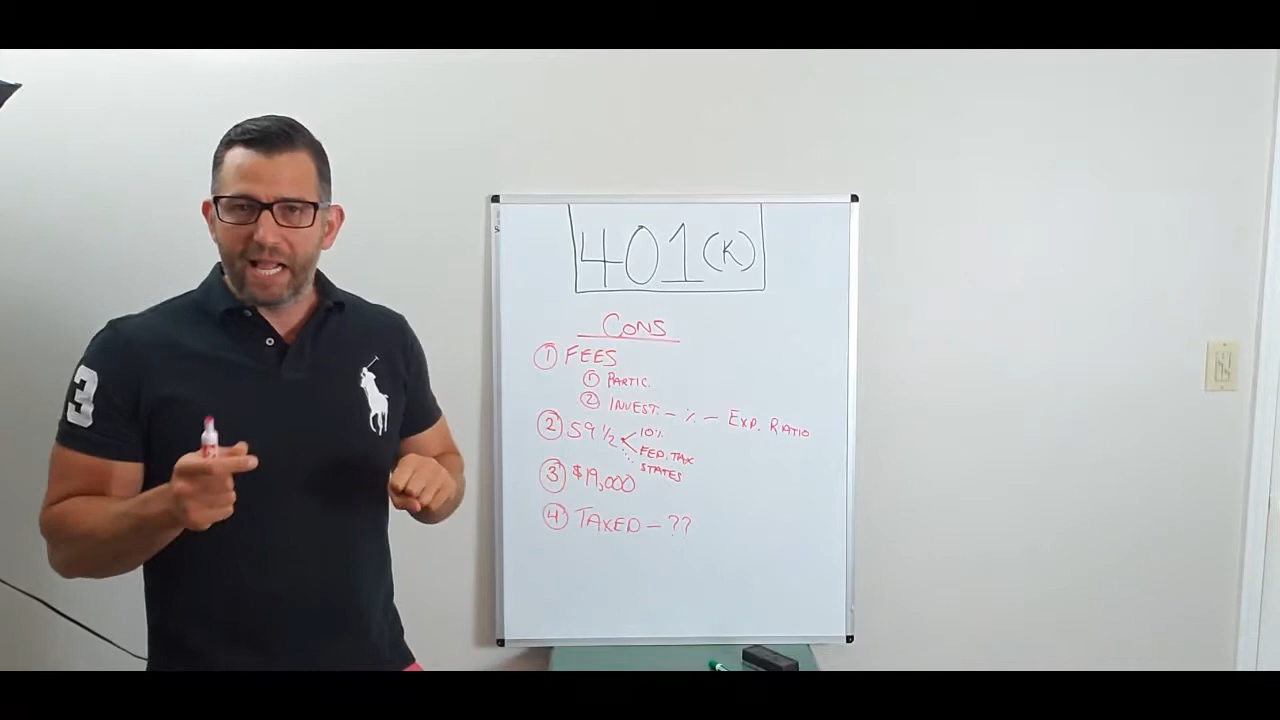 401(K)
CONS
① FEES
① PARTIC.
② INVEST. - % - EXP. RATIO
② 59 1/2
10%
FED. TAX
STATES
③ $19,000
④ TAXED - ??
3